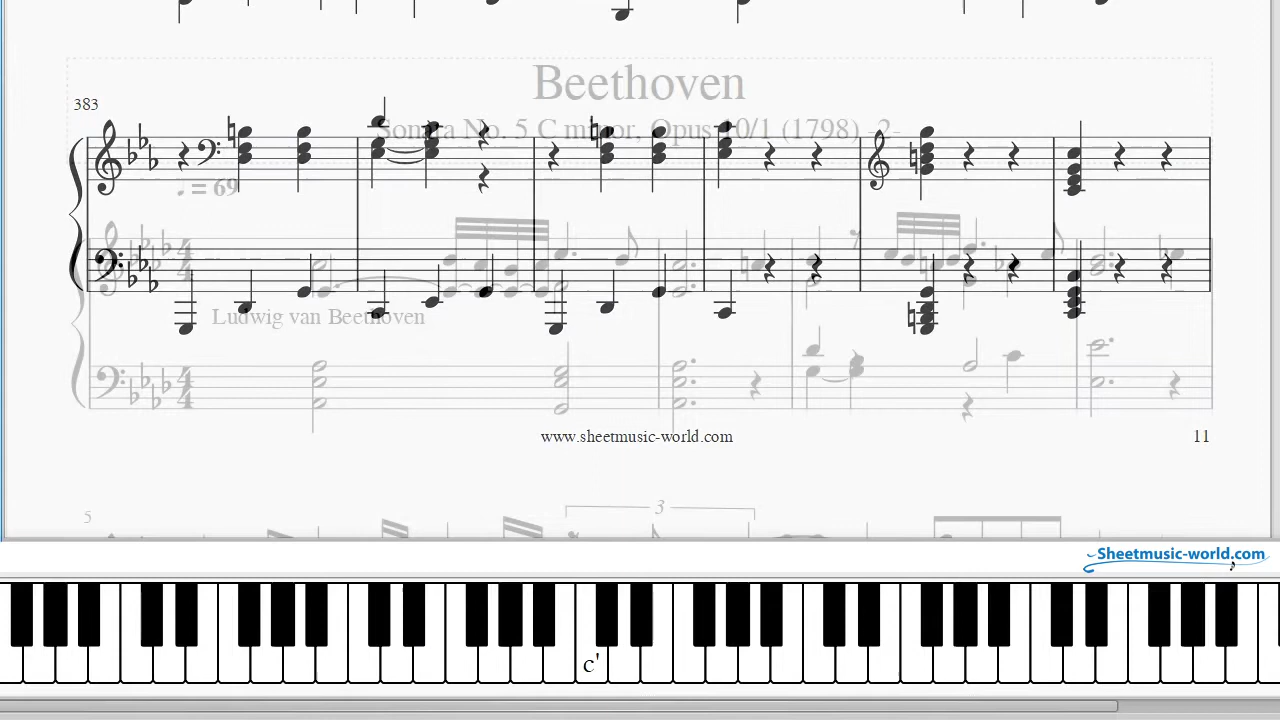 Beethoven
383
Sonata No. 5 C minor, Opus 10/1 (1798) -2-
. = 69
Ludwig van Beethoven
www.sheetmusic-world.com
11
5
3
Sheetmusic-world.com
c'